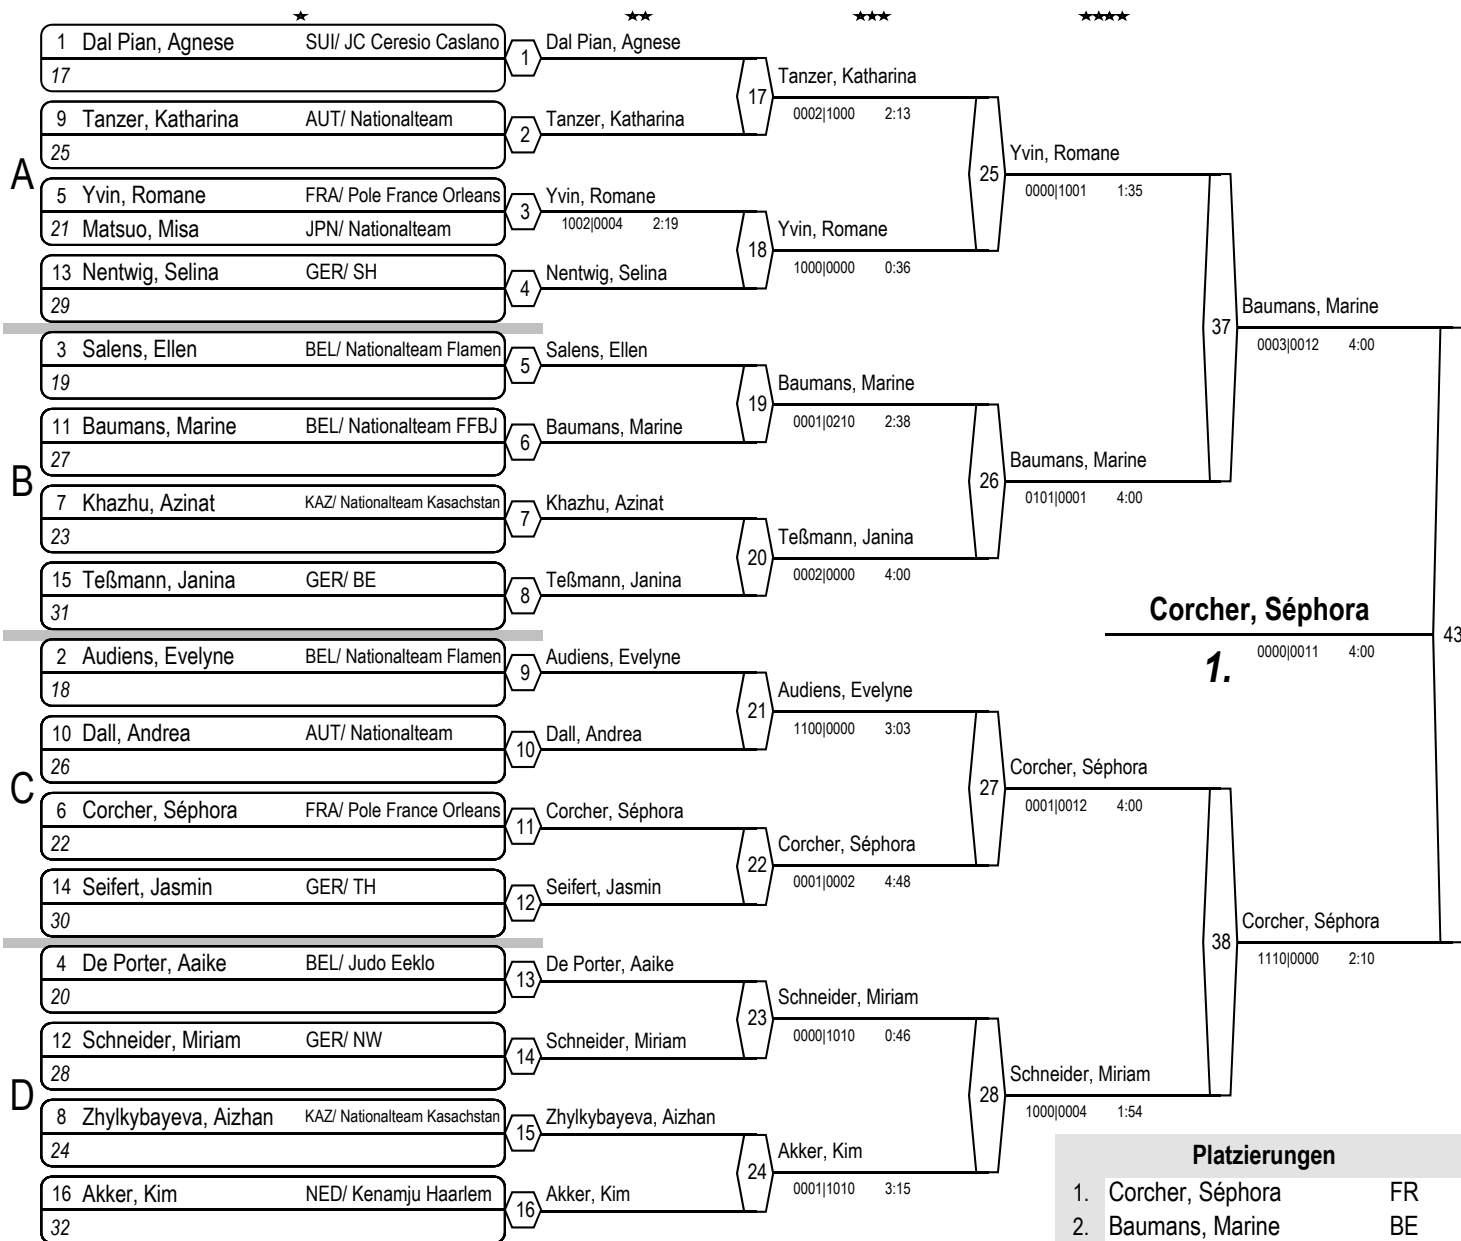 ★ ★★ ★★★ ★★★★
A
1 Dal Pian, Agnese SUI/ JC Ceresio Caslano
17
9 Tanzer, Katharina AUT/ Nationalteam
25
5 Yvin, Romane FRA/ Pole France Orleans
21 Matsuo, Misa JPN/ Nationalteam
13 Nentwig, Selina GER/ SH
29
B
3 Salens, Ellen BEL/ Nationalteam Flamen
19
11 Baumans, Marine BEL/ Nationalteam FFBJ
27
7 Khazhu, Azinat KAZ/ Nationalteam Kasachstan
23
15 Teßmann, Janina GER/ BE
31
C
2 Audiens, Evelyne BEL/ Nationalteam Flamen
18
10 Dall, Andrea AUT/ Nationalteam
26
6 Corcher, Séphora FRA/ Pole France Orleans
22
14 Seifert, Jasmin GER/ TH
30
D
4 De Porter, Aaike BEL/ Judo Eeklo
20
12 Schneider, Miriam GER/ NW
28
8 Zhylkybayeva, Aizhan KAZ/ Nationalteam Kasachstan
24
16 Akker, Kim NED/ Kenamju Haarlem
32
1 Dal Pian, Agnese
2 Tanzer, Katharina
3 Yvin, Romane
1002|0004 2:19
4 Nentwig, Selina
5 Salens, Ellen
6 Baumans, Marine
7 Khazhu, Azinat
8 Teßmann, Janina
9 Audiens, Evelyne
10 Dall, Andrea
11 Corcher, Séphora
12 Seifert, Jasmin
13 De Porter, Aaike
14 Schneider, Miriam
15 Zhylkybayeva, Aizhan
16 Akker, Kim
17 Tanzer, Katharina
0002|1000 2:13
18 Yvin, Romane
1000|0000 0:36
19 Baumans, Marine
0001|0210 2:38
20 Teßmann, Janina
0002|0000 4:00
21 Audiens, Evelyne
1100|0000 3:03
22 Corcher, Séphora
0001|0002 4:48
23 Schneider, Miriam
0000|1010 0:46
24 Akker, Kim
0001|1010 3:15
25 Yvin, Romane
0000|1001 1:35
26 Baumans, Marine
0101|0001 4:00
27 Corcher, Séphora
0001|0012 4:00
28 Schneider, Miriam
1000|0004 1:54
37 Baumans, Marine
0003|0012 4:00
38 Corcher, Séphora
1110|0000 2:10
Corcher, Séphora
43
1. 0000|0011 4:00
Platzierungen
1. Corcher, Séphora FR
2. Baumans, Marine BE